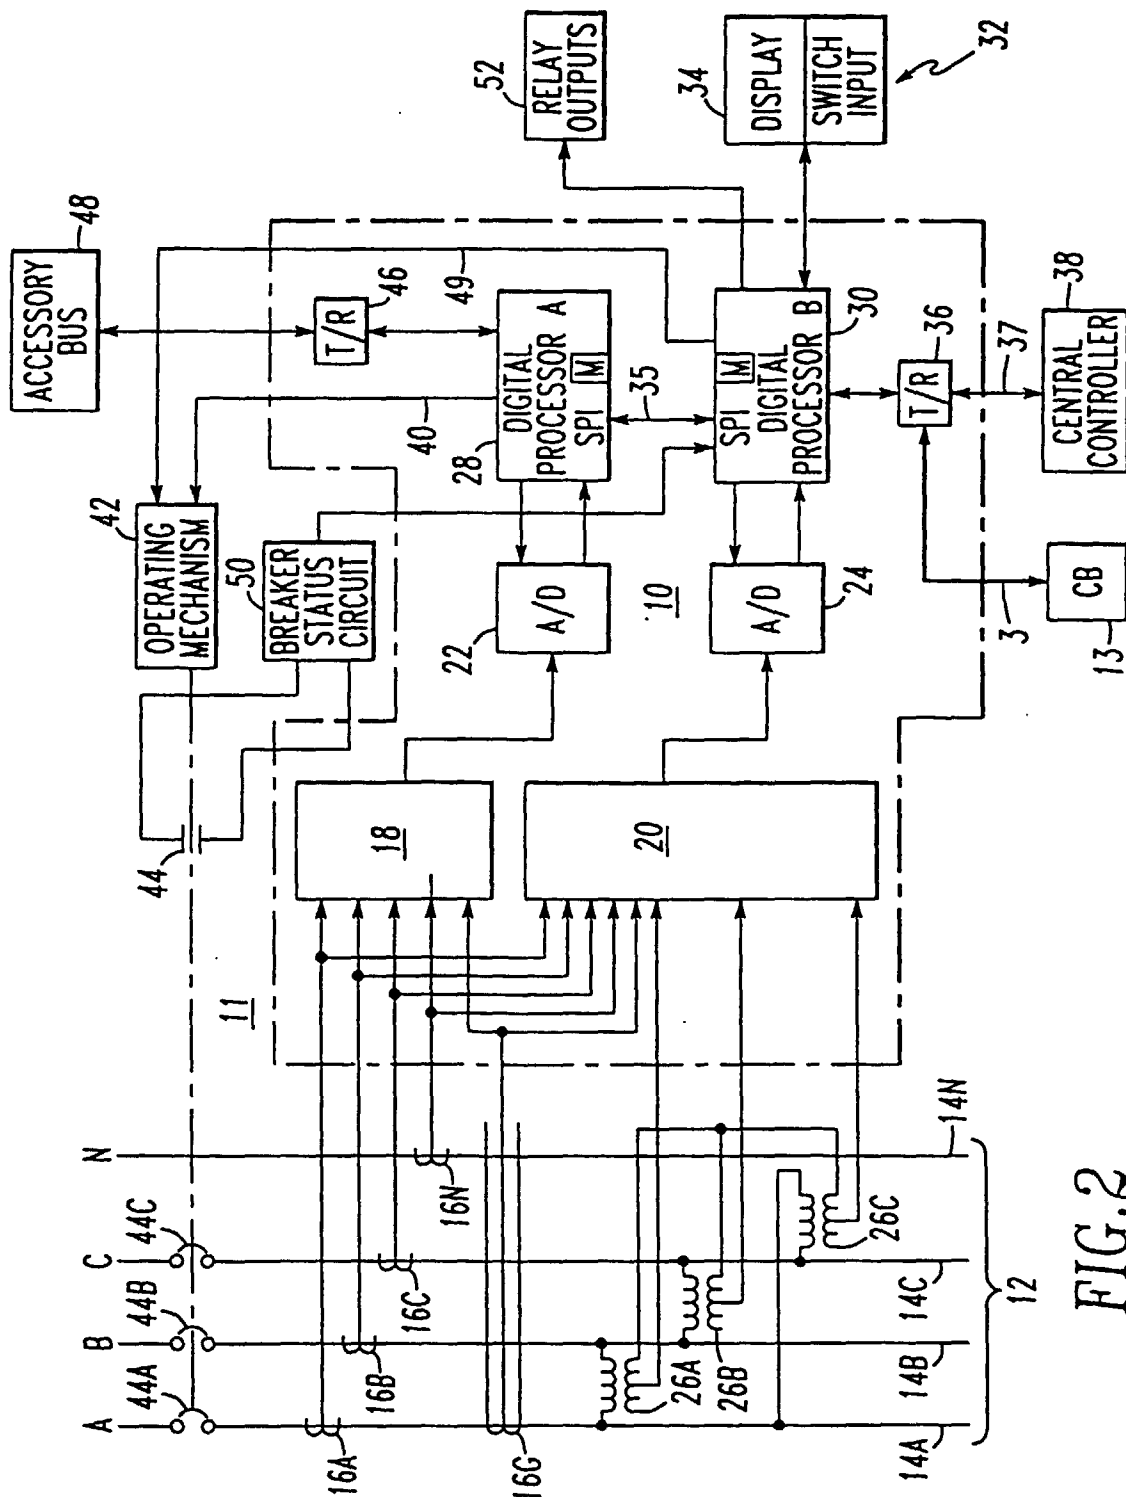 ACCESSORY
BUS
48
52
RELAY
OUTPUTS
34
DISPLAY
SWITCH
INPUT
32
42
OPERATING
MECHANISM
50
BREAKER
STATUS
CIRCUIT
40
49
T/R
46
28
DIGITAL
PROCESSOR A
SPI M
35
SPI M
DIGITAL
PROCESSOR B
30
T/R
36
37
38
CENTRAL
CONTROLLER
3
CB
13
22
A/D
10
A/D
24
44
18
20
11
A
B
C
N
44A
44B
44C
16A
16B
16C
16N
16G
26A
26B
26C
14A
14B
14C
14N
12
FIG.2